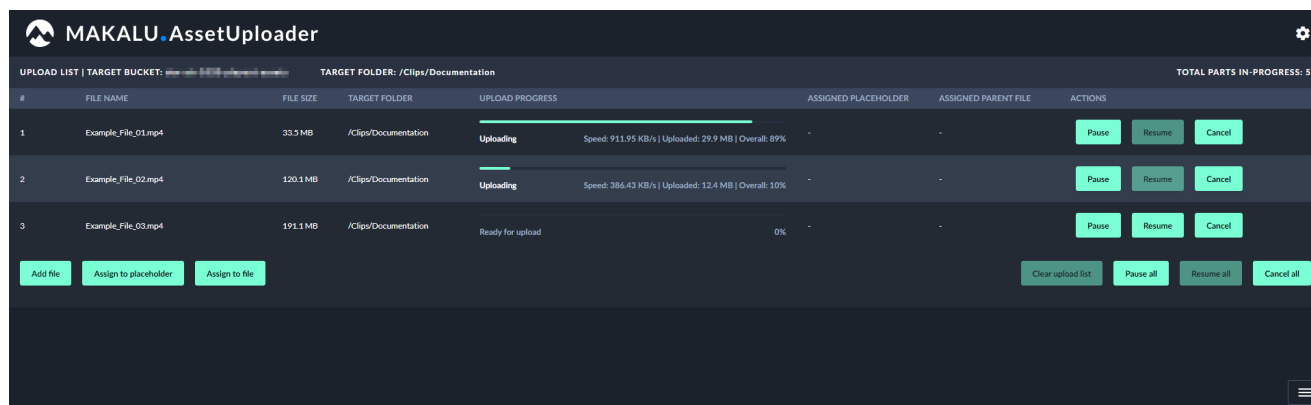 MAKALU.AssetUploader
UPLOAD LIST | TARGET BUCKET: TARGET FOLDER: /Clips/Documentation TOTAL PARTS IN-PROGRESS: 5
# FILE NAME FILE SIZE TARGET FOLDER UPLOAD PROGRESS ASSIGNED PLACEHOLDER ASSIGNED PARENT FILE ACTIONS
1 Example_File_01.mp4 33.5 MB /Clips/Documentation Uploading Speed: 911.95 KB/s | Uploaded: 29.9 MB | Overall: 89% - - Pause Resume Cancel
2 Example_File_02.mp4 120.1 MB /Clips/Documentation Uploading Speed: 386.43 KB/s | Uploaded: 12.4 MB | Overall: 10% - - Pause Resume Cancel
3 Example_File_03.mp4 191.1 MB /Clips/Documentation Ready for upload 0% - - Pause Resume Cancel
Add file Assign to placeholder Assign to file Clear upload list Pause all Resume all Cancel all